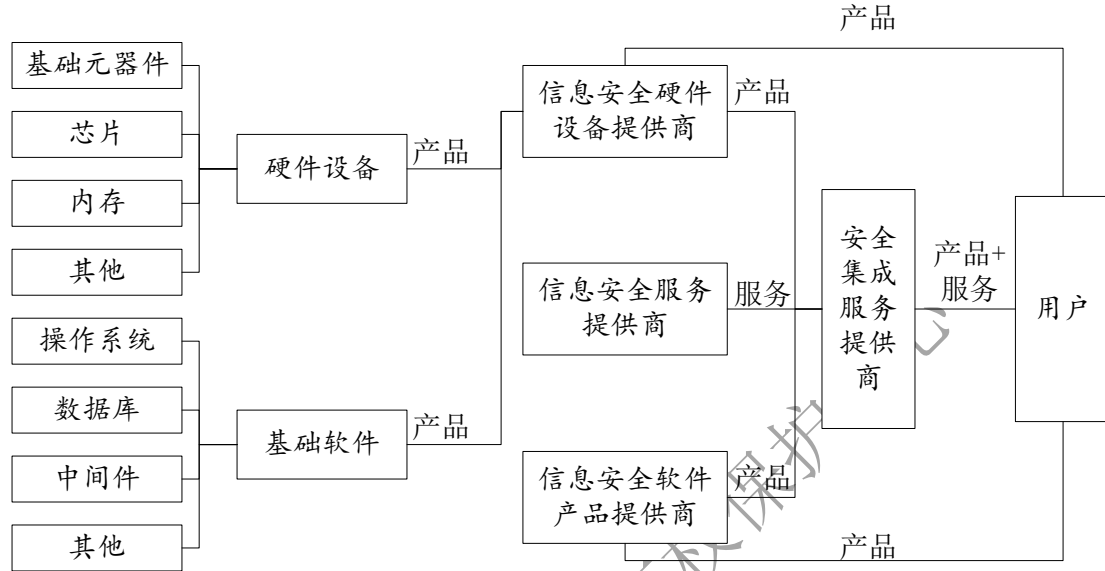 产品
基础元器件
芯片
内存
其他
硬件设备
产品
信息安全硬件
设备提供商
产品
操作系统
数据库
中间件
其他
基础软件
产品
信息安全服务
提供商
服务
信息安全软件
产品提供商
产品
安全
集成
服务
提供
商
产品+
服务
用户
产品
权保护
心